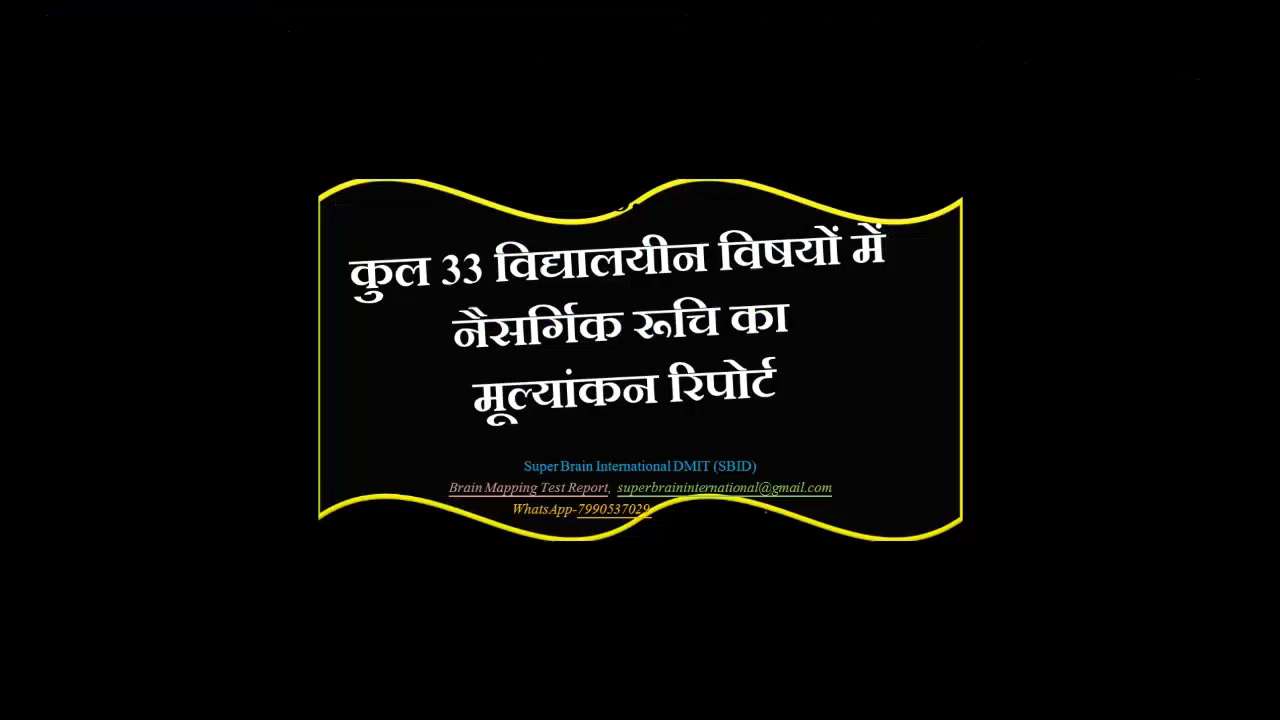 कुल 33 विद्यालयीन विषयों में
नैसर्गिक रूचि का
मूल्यांकन रिपोर्ट
Super Brain International DMIT (SBID)
Brain Mapping Test Report, superbraininternational@gmail.com
WhatsApp-7990537029